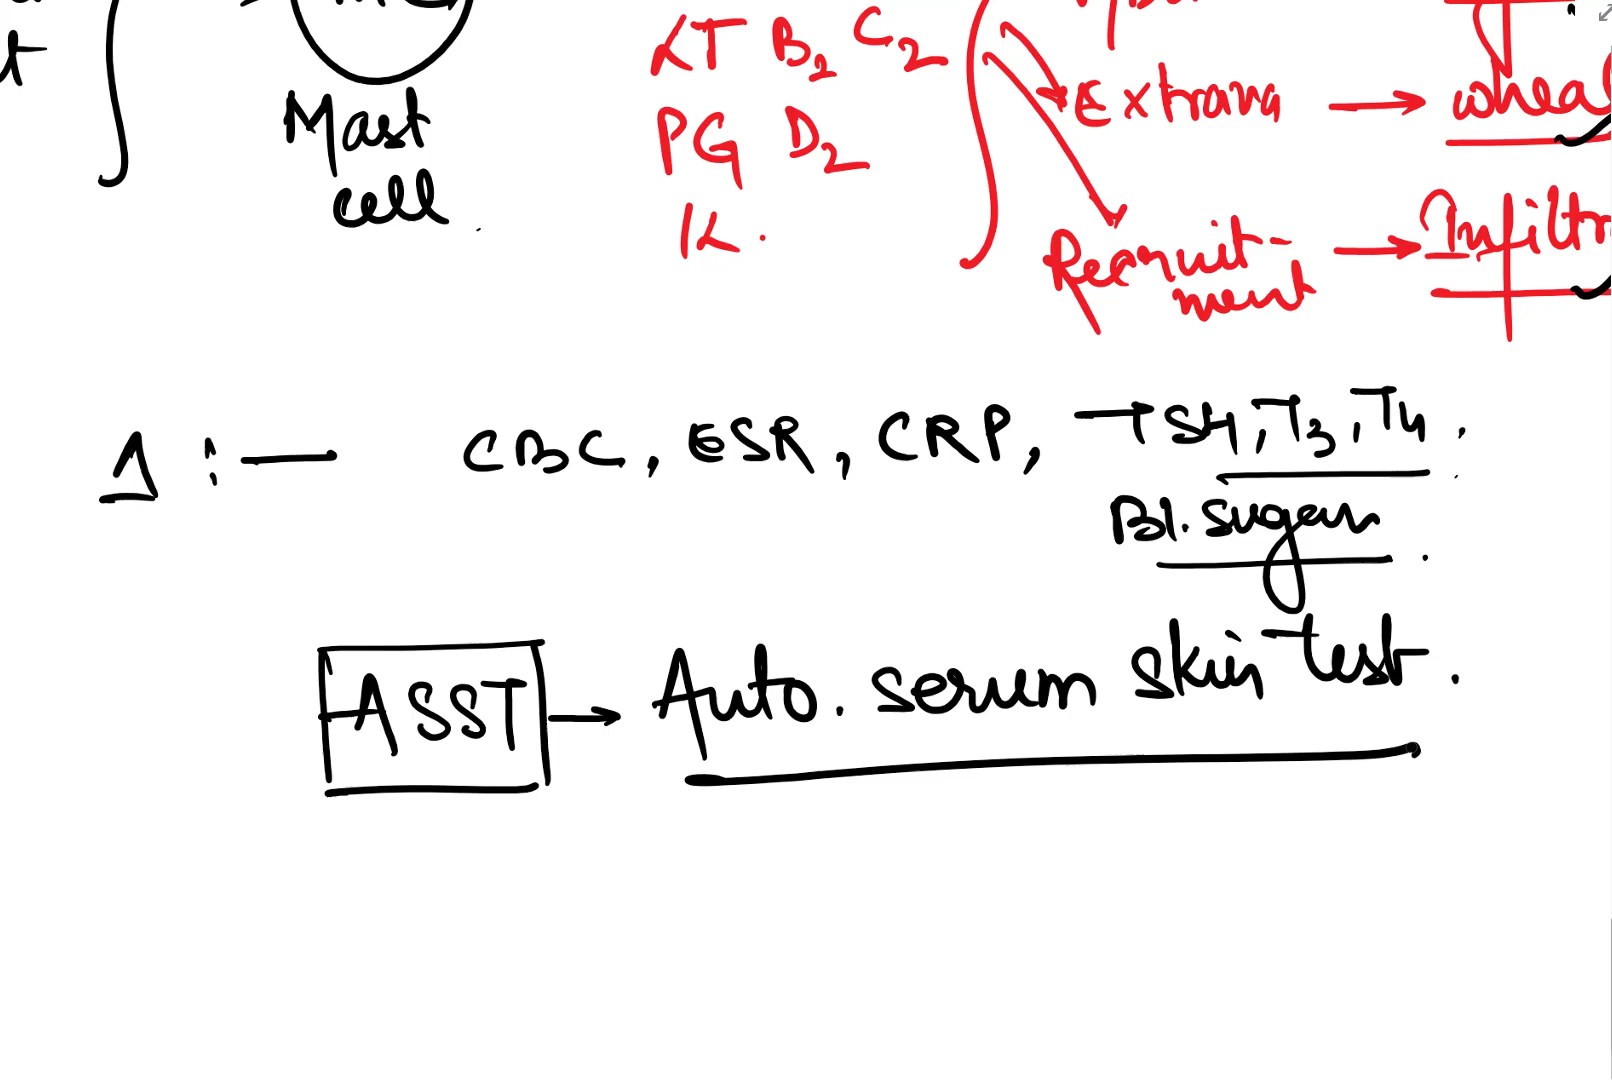 Mast
cell
LT B2 C2
PG D2
K.
Extrava → wheal
Recruit-
ment → Infiltr
Δ :— CBC, ESR, CRP, TSH, T3, T4.
Bl. sugar
ASST → Auto. serum skin test.